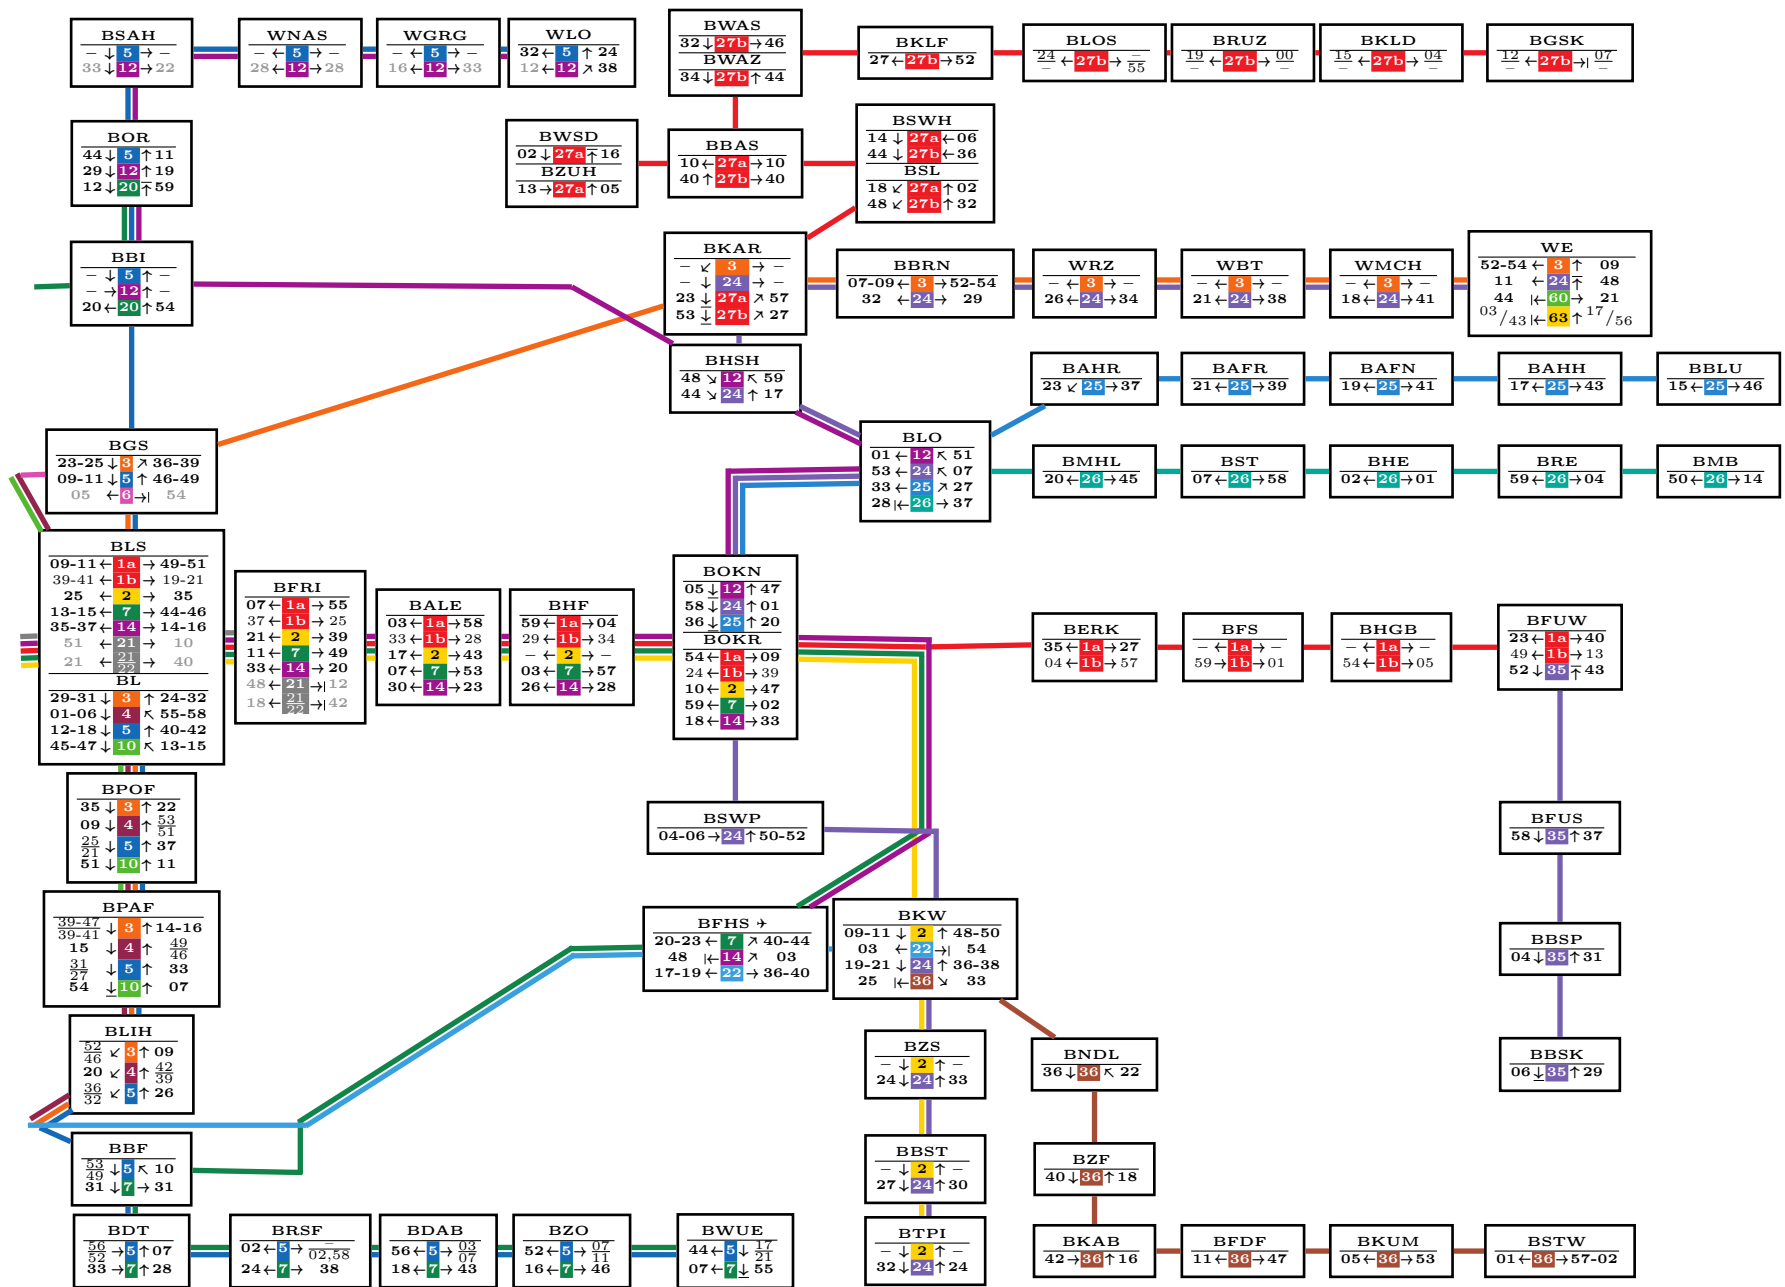 BSAH
– ↓ 5 → –
33 ↓ 12 → 22
WNAS
– ← 5 → –
28 ← 12 → 28
WGRG
– ← 5 → –
16 ← 12 → 33
WLO
32 ← 5 ↑ 24
12 ← 12 ↗ 38
BWAS
32 ↓ 27b → 46
BWAZ
34 ↓ 27b ↑ 44
BKLF
27 ← 27b → 52
BLOS
24/– ← 27b → –/55
BRUZ
19/– ← 27b → 00/–
BKLD
15/– ← 27b → 04/–
BGSK
12/– ← 27b →| 07/–
BOR
44 ↓ 5 ↑ 11
29 ↓ 12 ↑ 19
12 ↓ 20 ↑ 59
BWSD
02 ↓ 27a ↑ 16
BZUH
13 → 27a ↑ 05
BBAS
10 ← 27a → 10
40 ↑ 27b → 40
BSWH
14 ↓ 27a ← 06
44 ↓ 27b ← 36
BSL
18 ↙ 27a ↑ 02
48 ↙ 27b ↑ 32
BBI
– ↓ 5 ↑ –
– → 12 ↑ –
20 ← 20 ↑ 54
BKAR
– ↙ 3 → –
– ↓ 24 → –
23 ↓ 27a ↗ 57
53 ↓ 27b ↗ 27
BBRN
07-09 ← 3 → 52-54
32 ← 24 → 29
WRZ
– ← 3 → –
26 ← 24 → 34
WBT
– ← 3 → –
21 ← 24 → 38
WMCH
– ← 3 → –
18 ← 24 → 41
WE
52-54 ← 3 ↑ 09
11 ← 24 ↑ 48
44 |← 60 → 21
03/43 |← 63 ↑ 17/56
BHSH
48 ↘ 12 ↖ 59
44 ↘ 24 ↑ 17
BAHR
23 ↙ 25 → 37
BAFR
21 ← 25 → 39
BAFN
19 ← 25 → 41
BAHH
17 ← 25 → 43
BBLU
15 ← 25 → 46
BGS
23-25 ↓ 3 ↗ 36-39
09-11 ↓ 5 ↑ 46-49
05 ← 6 →| 54
BLO
01 ← 12 ↖ 51
53 ← 24 ↖ 07
33 ← 25 ↗ 27
28 |← 26 → 37
BMHL
20 ← 26 → 45
BST
07 ← 26 → 58
BHE
02 ← 26 → 01
BRE
59 ← 26 → 04
BMB
50 ← 26 → 14
BLS
09-11 ← 1a → 49-51
39-41 ← 1b → 19-21
25 ← 2 → 35
13-15 ← 7 → 44-46
35-37 ← 14 → 14-16
51 ← 21 → 10
21 ← 21/22 → 40
BL
29-31 ↓ 3 ↑ 24-32
01-06 ↓ 4 ↖ 55-58
12-18 ↓ 5 ↑ 40-42
45-47 ↓ 10 ↖ 13-15
BFRI
07 ← 1a → 55
37 ← 1b → 25
21 ← 2 → 39
11 ← 7 → 49
33 ← 14 → 20
48 ← 21 →| 12
18 ← 21/22 →| 42
BALE
03 ← 1a → 58
33 ← 1b → 28
17 ← 2 → 43
07 ← 7 → 53
30 ← 14 → 23
BHF
59 ← 1a → 04
29 ← 1b → 34
– ← 2 → –
03 ← 7 → 57
26 ← 14 → 28
BOKN
05 ↓ 12 ↑ 47
58 ↓ 24 ↑ 01
36 ↓ 25 ↑ 20
BOKR
54 ← 1a → 09
24 ← 1b → 39
10 ← 2 → 47
59 ← 7 → 02
18 ← 14 → 33
BERK
35 ← 1a → 27
04 ← 1b → 57
BFS
– ← 1a → –
59 → 1b → 01
BHGB
– ← 1a → –
54 ← 1b → 05
BFUW
23 ← 1a → 40
49 ← 1b → 13
52 ↓ 35 ↑ 43
BPOF
35 ↓ 3 ↑ 22
09 ↓ 4 ↑ 53/51
25/21 ↓ 5 ↑ 37
51 ↓ 10 ↑ 11
BSWP
04-06 → 24 ↑ 50-52
BFUS
58 ↓ 35 ↑ 37
BPAF
39-47/39-41 ↓ 3 ↑ 14-16
15 ↓ 4 ↑ 49/46
31/27 ↓ 5 ↑ 33
54 ↓ 10 ↑ 07
BFHS ✈
20-23 ← 7 ↗ 40-44
48 |← 14 ↗ 03
17-19 ← 22 → 36-40
BKW
09-11 ↓ 2 ↑ 48-50
03 ← 22 →| 54
19-21 ↓ 24 ↑ 36-38
25 |← 36 ↘ 33
BBSP
04 ↓ 35 ↑ 31
BLIH
52/46 ↙ 3 ↑ 09
20 ↙ 4 ↑ 42/39
36/32 ↙ 5 ↑ 26
BZS
– ↓ 2 ↑ –
24 ↓ 24 ↑ 33
BNDL
36 ↓ 36 ↖ 22
BBSK
06 ↓ 35 ↑ 29
BBF
53/49 ↓ 5 ↖ 10
31 ↓ 7 → 31
BBST
– ↓ 2 ↑ –
27 ↓ 24 ↑ 30
BZF
40 ↓ 36 ↑ 18
BDT
56/52 → 5 ↑ 07
33 → 7 ↑ 28
BRSF
02 ← 5 → –/02,58
24 ← 7 → 38
BDAB
56 ← 5 → 03/07
18 ← 7 → 43
BZO
52 ← 5 → 07/11
16 ← 7 → 46
BWUE
44 ← 5 ↓ 17/21
07 ← 7 ↓ 55
BTPI
– ↓ 2 ↑ –
32 ↓ 24 ↑ 24
BKAB
42 → 36 ↑ 16
BFDF
11 ← 36 → 47
BKUM
05 ← 36 → 53
BSTW
01 ← 36 → 57-02